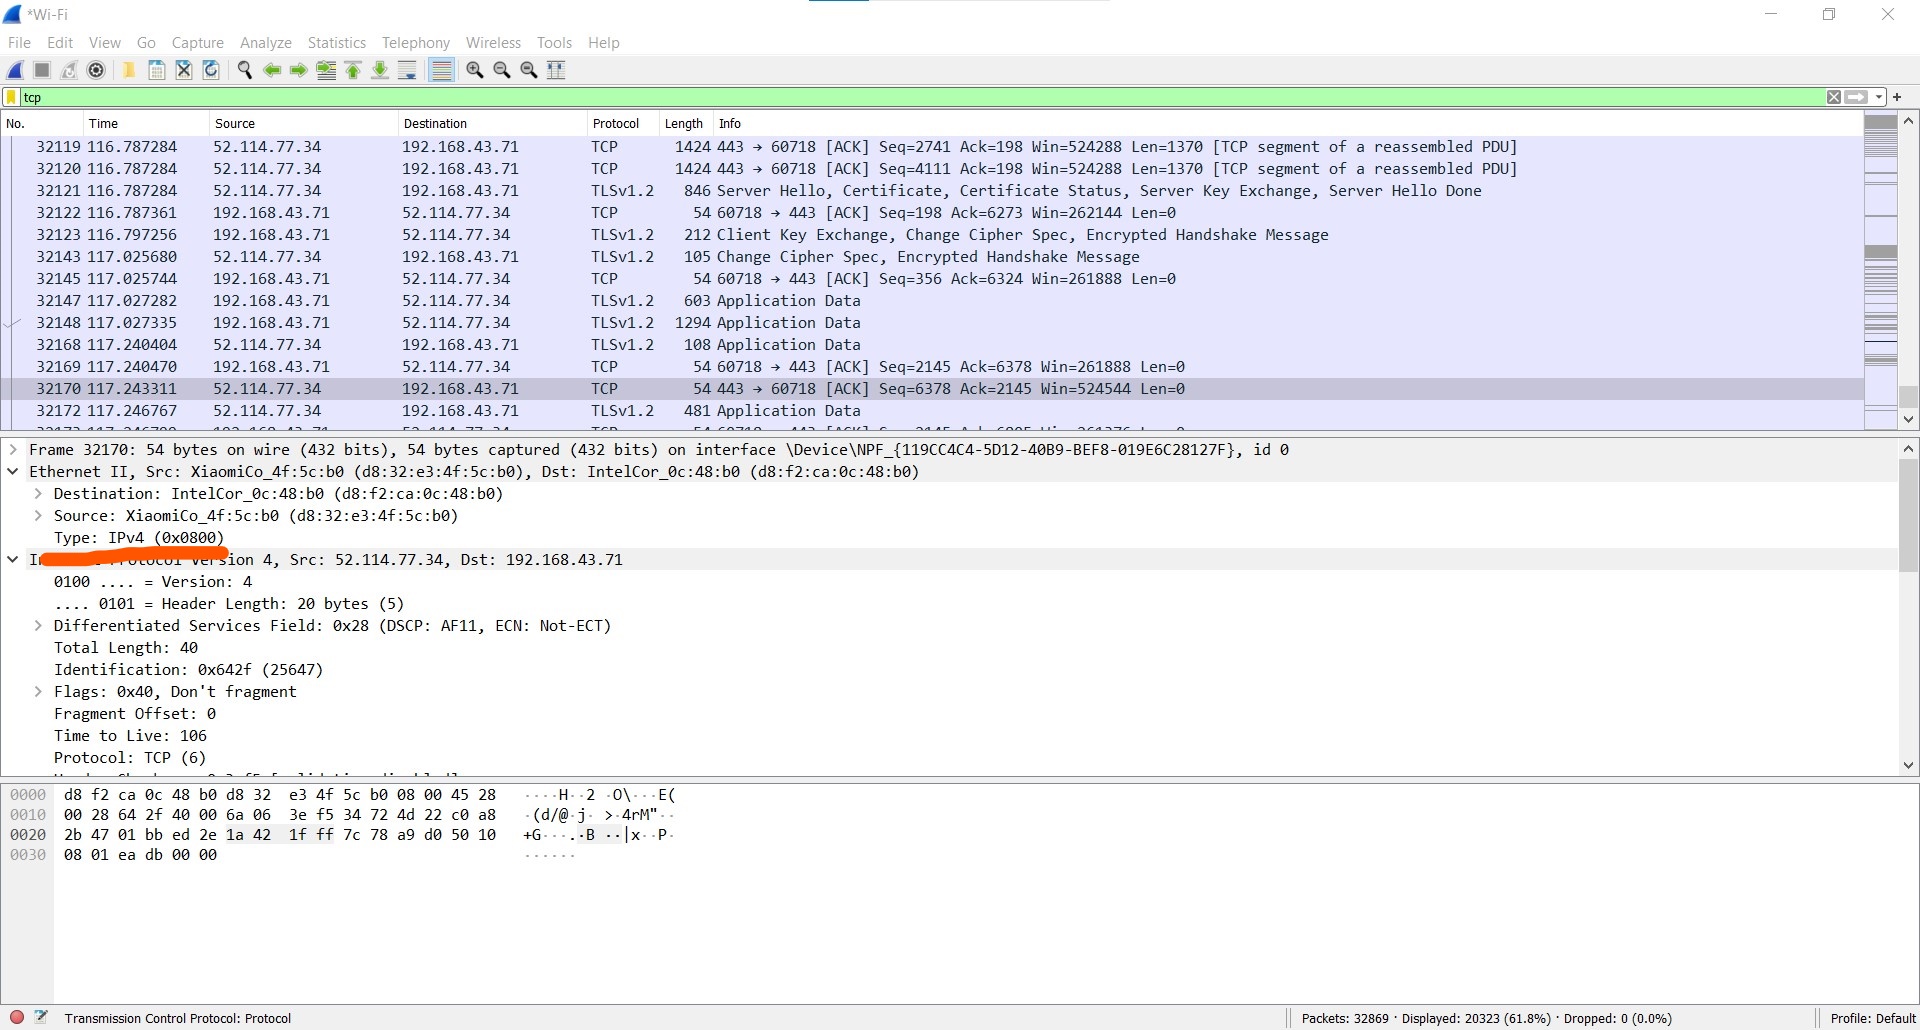 *Wi-Fi
File Edit View Go Capture Analyze Statistics Telephony Wireless Tools Help
tcp
No. Time Source Destination Protocol Length Info
32119 116.787284 52.114.77.34 192.168.43.71 TCP 1424 443 → 60718 [ACK] Seq=2741 Ack=198 Win=524288 Len=1370 [TCP segment of a reassembled PDU]
32120 116.787284 52.114.77.34 192.168.43.71 TCP 1424 443 → 60718 [ACK] Seq=4111 Ack=198 Win=524288 Len=1370 [TCP segment of a reassembled PDU]
32121 116.787284 52.114.77.34 192.168.43.71 TLSv1.2 846 Server Hello, Certificate, Certificate Status, Server Key Exchange, Server Hello Done
32122 116.787361 192.168.43.71 52.114.77.34 TCP 54 60718 → 443 [ACK] Seq=198 Ack=6273 Win=262144 Len=0
32123 116.797256 192.168.43.71 52.114.77.34 TLSv1.2 212 Client Key Exchange, Change Cipher Spec, Encrypted Handshake Message
32143 117.025680 52.114.77.34 192.168.43.71 TLSv1.2 105 Change Cipher Spec, Encrypted Handshake Message
32145 117.025744 192.168.43.71 52.114.77.34 TCP 54 60718 → 443 [ACK] Seq=356 Ack=6324 Win=261888 Len=0
32147 117.027282 192.168.43.71 52.114.77.34 TLSv1.2 603 Application Data
32148 117.027335 192.168.43.71 52.114.77.34 TLSv1.2 1294 Application Data
32168 117.240404 52.114.77.34 192.168.43.71 TLSv1.2 108 Application Data
32169 117.240470 192.168.43.71 52.114.77.34 TCP 54 60718 → 443 [ACK] Seq=2145 Ack=6378 Win=261888 Len=0
32170 117.243311 52.114.77.34 192.168.43.71 TCP 54 443 → 60718 [ACK] Seq=6378 Ack=2145 Win=524544 Len=0
32172 117.246767 52.114.77.34 192.168.43.71 TLSv1.2 481 Application Data
Frame 32170: 54 bytes on wire (432 bits), 54 bytes captured (432 bits) on interface \Device\NPF_{119CC4C4-5D12-40B9-BEF8-019E6C28127F}, id 0
Ethernet II, Src: XiaomiCo_4f:5c:b0 (d8:32:e3:4f:5c:b0), Dst: IntelCor_0c:48:b0 (d8:f2:ca:0c:48:b0)
Destination: IntelCor_0c:48:b0 (d8:f2:ca:0c:48:b0)
Source: XiaomiCo_4f:5c:b0 (d8:32:e3:4f:5c:b0)
Type: IPv4 (0x0800)
Protocol Version 4, Src: 52.114.77.34, Dst: 192.168.43.71
0100 .... = Version: 4
.... 0101 = Header Length: 20 bytes (5)
Differentiated Services Field: 0x28 (DSCP: AF11, ECN: Not-ECT)
Total Length: 40
Identification: 0x642f (25647)
Flags: 0x40, Don't fragment
Fragment Offset: 0
Time to Live: 106
Protocol: TCP (6)
0000 d8 f2 ca 0c 48 b0 d8 32 e3 4f 5c b0 08 00 45 28 ····H··2 ·O\···E(
0010 00 28 64 2f 40 00 6a 06 3e f5 34 72 4d 22 c0 a8 ·(d/@·j· >·4rM"··
0020 2b 47 01 bb ed 2e 1a 42 1f ff 7c 78 a9 d0 50 10 +G···.·B ··|x··P·
0030 08 01 ea db 00 00 ······
Transmission Control Protocol: Protocol
Packets: 32869 · Displayed: 20323 (61.8%) · Dropped: 0 (0.0%)
Profile: Default